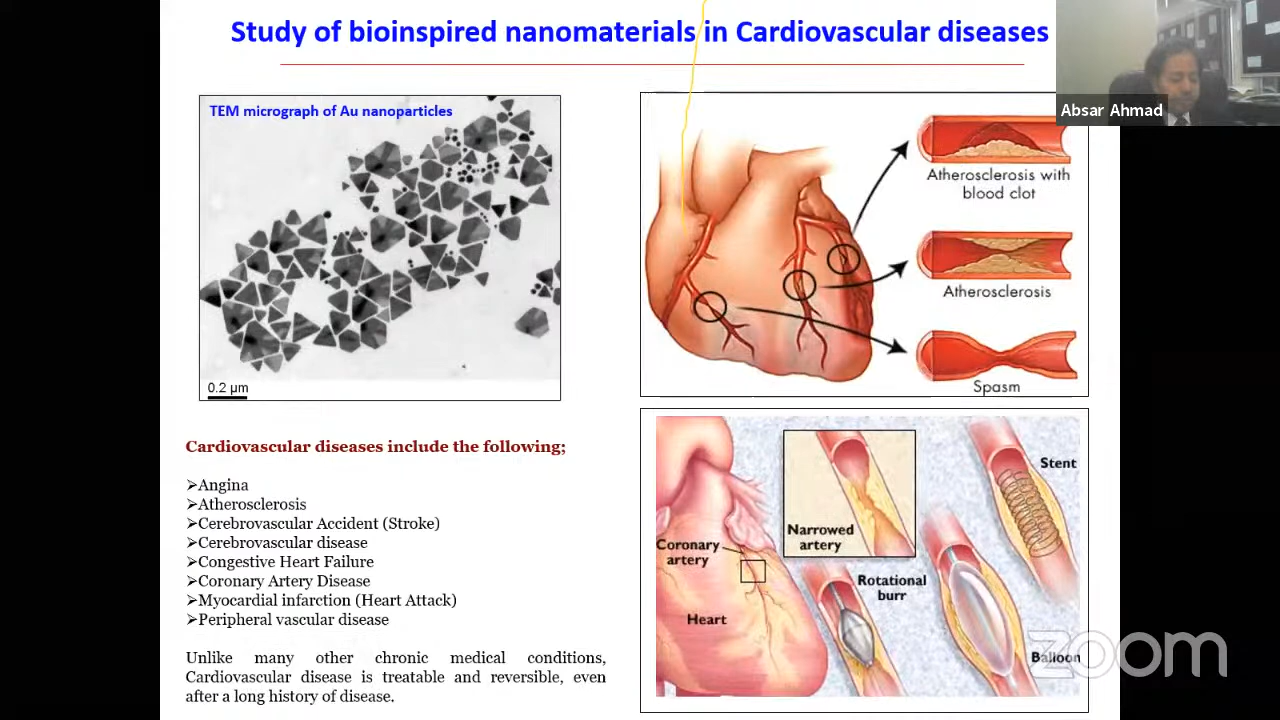 Study of bioinspired nanomaterials in Cardiovascular diseases
Absar Ahmad
TEM micrograph of Au nanoparticles
0.2 µm
Atherosclerosis with
blood clot
Atherosclerosis
Spasm
Cardiovascular diseases include the following;
➢Angina
➢Atherosclerosis
➢Cerebrovascular Accident (Stroke)
➢Cerebrovascular disease
➢Congestive Heart Failure
➢Coronary Artery Disease
➢Myocardial infarction (Heart Attack)
➢Peripheral vascular disease
Unlike many other chronic medical conditions,
Cardiovascular disease is treatable and reversible, even
after a long history of disease.
Stent
Narrowed
artery
Coronary
artery
Rotational
burr
Heart
Balloon
zoom